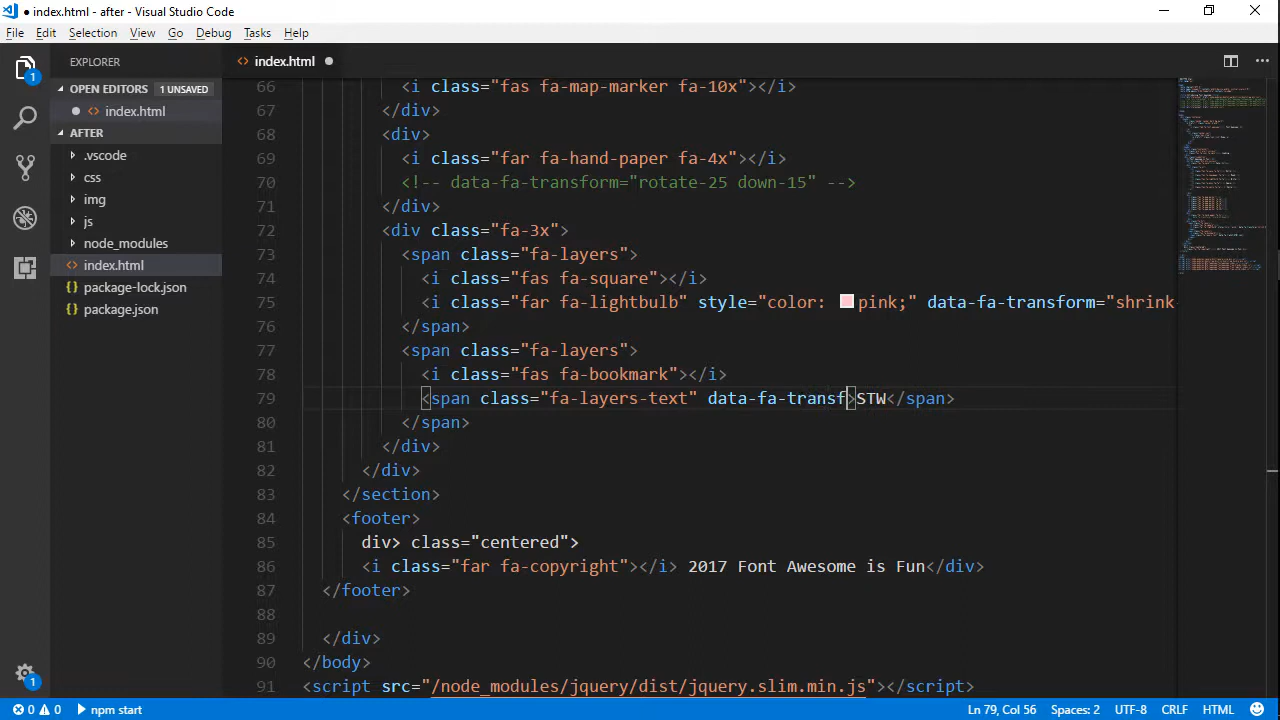 index.html - after - Visual Studio Code
File Edit Selection View Go Debug Tasks Help
1
EXPLORER
OPEN EDITORS 1 UNSAVED
index.html
AFTER
.vscode
css
img
js
node_modules
index.html
package-lock.json
package.json
1
index.html
66 <i class="fas fa-map-marker fa-10x"></i>
67 </div>
68 <div>
69 <i class="far fa-hand-paper fa-4x"></i>
70 <!-- data-fa-transform="rotate-25 down-15" -->
71 </div>
72 <div class="fa-3x">
73 <span class="fa-layers">
74 <i class="fas fa-square"></i>
75 <i class="far fa-lightbulb" style="color: pink;" data-fa-transform="shrink-
76 </span>
77 <span class="fa-layers">
78 <i class="fas fa-bookmark"></i>
79 <span class="fa-layers-text" data-fa-transf>STW</span>
80 </span>
81 </div>
82 </div>
83 </section>
84 <footer>
85 div> class="centered">
86 <i class="far fa-copyright"></i> 2017 Font Awesome is Fun</div>
87 </footer>
88
89 </div>
90 </body>
91 <script src="/node_modules/jquery/dist/jquery.slim.min.js"></script>
0 0 npm start Ln 79, Col 56 Spaces: 2 UTF-8 CRLF HTML